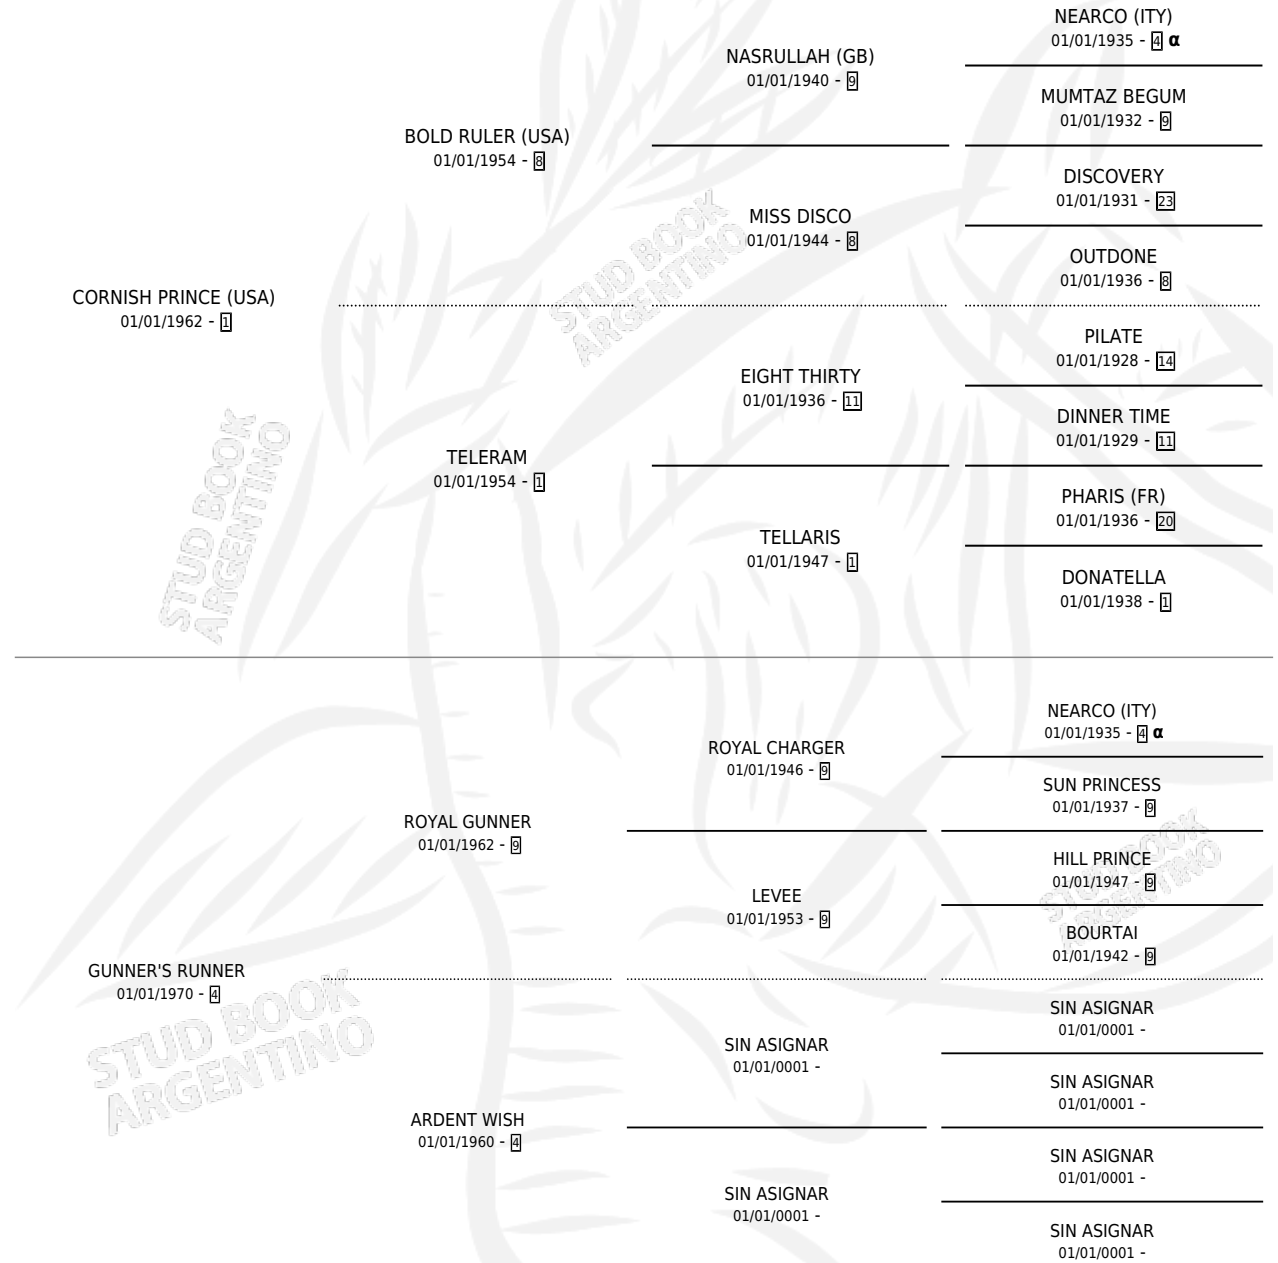 NEARCO (ITY)
01/01/1935 - 4 α
NASRULLAH (GB)
01/01/1940 - 9
MUMTAZ BEGUM
01/01/1932 - 9
BOLD RULER (USA)
01/01/1954 - 8
DISCOVERY
01/01/1931 - 23
MISS DISCO
01/01/1944 - 8
OUTDONE
01/01/1936 - 8
CORNISH PRINCE (USA)
01/01/1962 - 1
PILATE
01/01/1928 - 14
EIGHT THIRTY
01/01/1936 - 11
DINNER TIME
01/01/1929 - 11
TELERAM
01/01/1954 - 1
PHARIS (FR)
01/01/1936 - 20
TELLARIS
01/01/1947 - 1
DONATELLA
01/01/1938 - 1
STUD BOOK
ARGENTINO
STUD BOOK
ARGENTINO
NEARCO (ITY)
01/01/1935 - 4 α
ROYAL CHARGER
01/01/1946 - 9
SUN PRINCESS
01/01/1937 - 9
ROYAL GUNNER
01/01/1962 - 9
HILL PRINCE
01/01/1947 - 9
LEVEE
01/01/1953 - 9
BOURTAI
01/01/1942 - 9
GUNNER'S RUNNER
01/01/1970 - 4
SIN ASIGNAR
01/01/0001 -
SIN ASIGNAR
01/01/0001 -
SIN ASIGNAR
01/01/0001 -
ARDENT WISH
01/01/1960 - 4
SIN ASIGNAR
01/01/0001 -
SIN ASIGNAR
01/01/0001 -
SIN ASIGNAR
01/01/0001 -
STUD BOOK
ARGENTINO
STUD BOOK
ARGENTINO